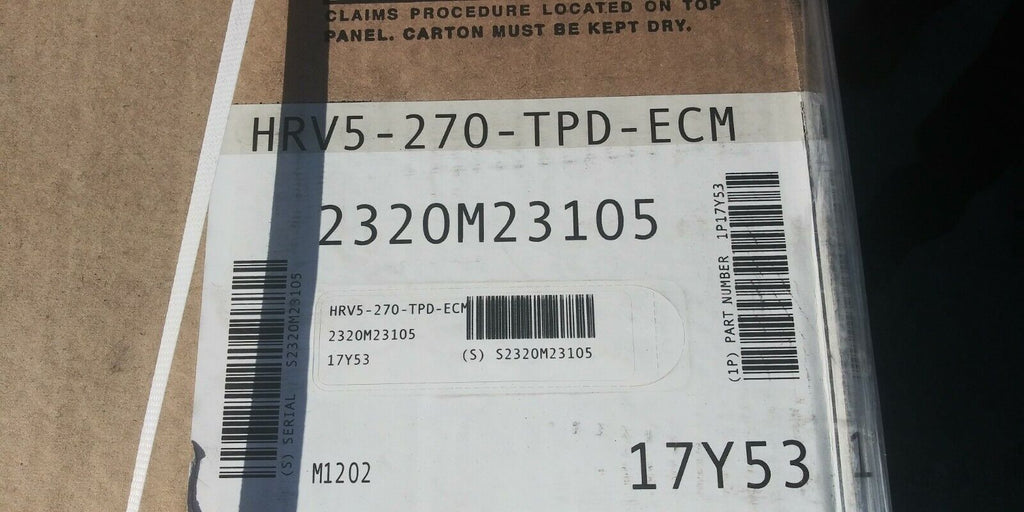 CLAIMS PROCEDURE LOCATED ON TOP
PANEL. CARTON MUST BE KEPT DRY.
HRV5-270-TPD-ECM
2320M23105
(1P) PART NUMBER 1P17Y53
(S) SERIAL S2320M23105
HRV5-270-TPD-ECM
2320M23105
17Y53
(S) S2320M23105
M1202
17Y53
1